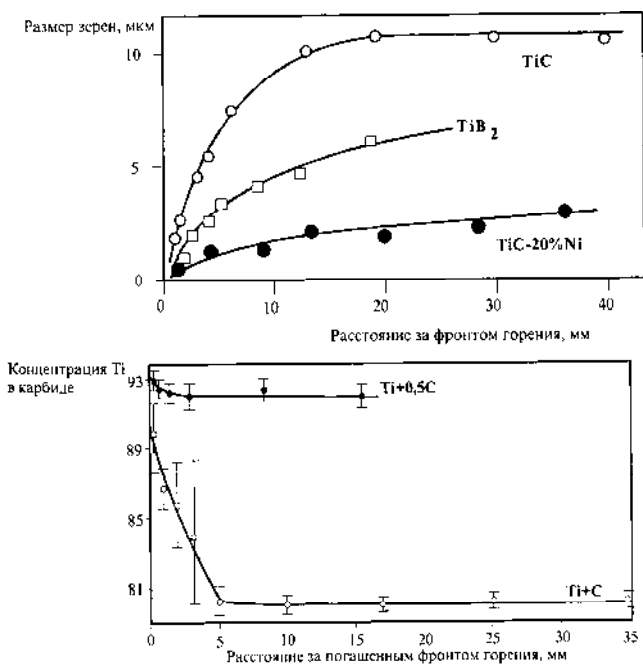 Размер зерен, мкм
10
TiC
TiB2
5
TiC-20%Ni
0
0 10 20 30 40
Расстояние за фронтом горения, мм
Концентрация Ti
в карбиде
93
Ti+0,5C
89
85
81
Ti+C
0 5 10 15 20 25 30 35
Расстояние за погашенным фронтом горения, мм